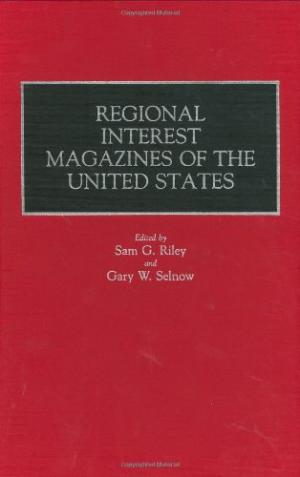 REGIONAL
INTEREST
MAGAZINES OF THE
UNITED STATES
Edited by
Sam G. Riley
and
Gary W. Selnow